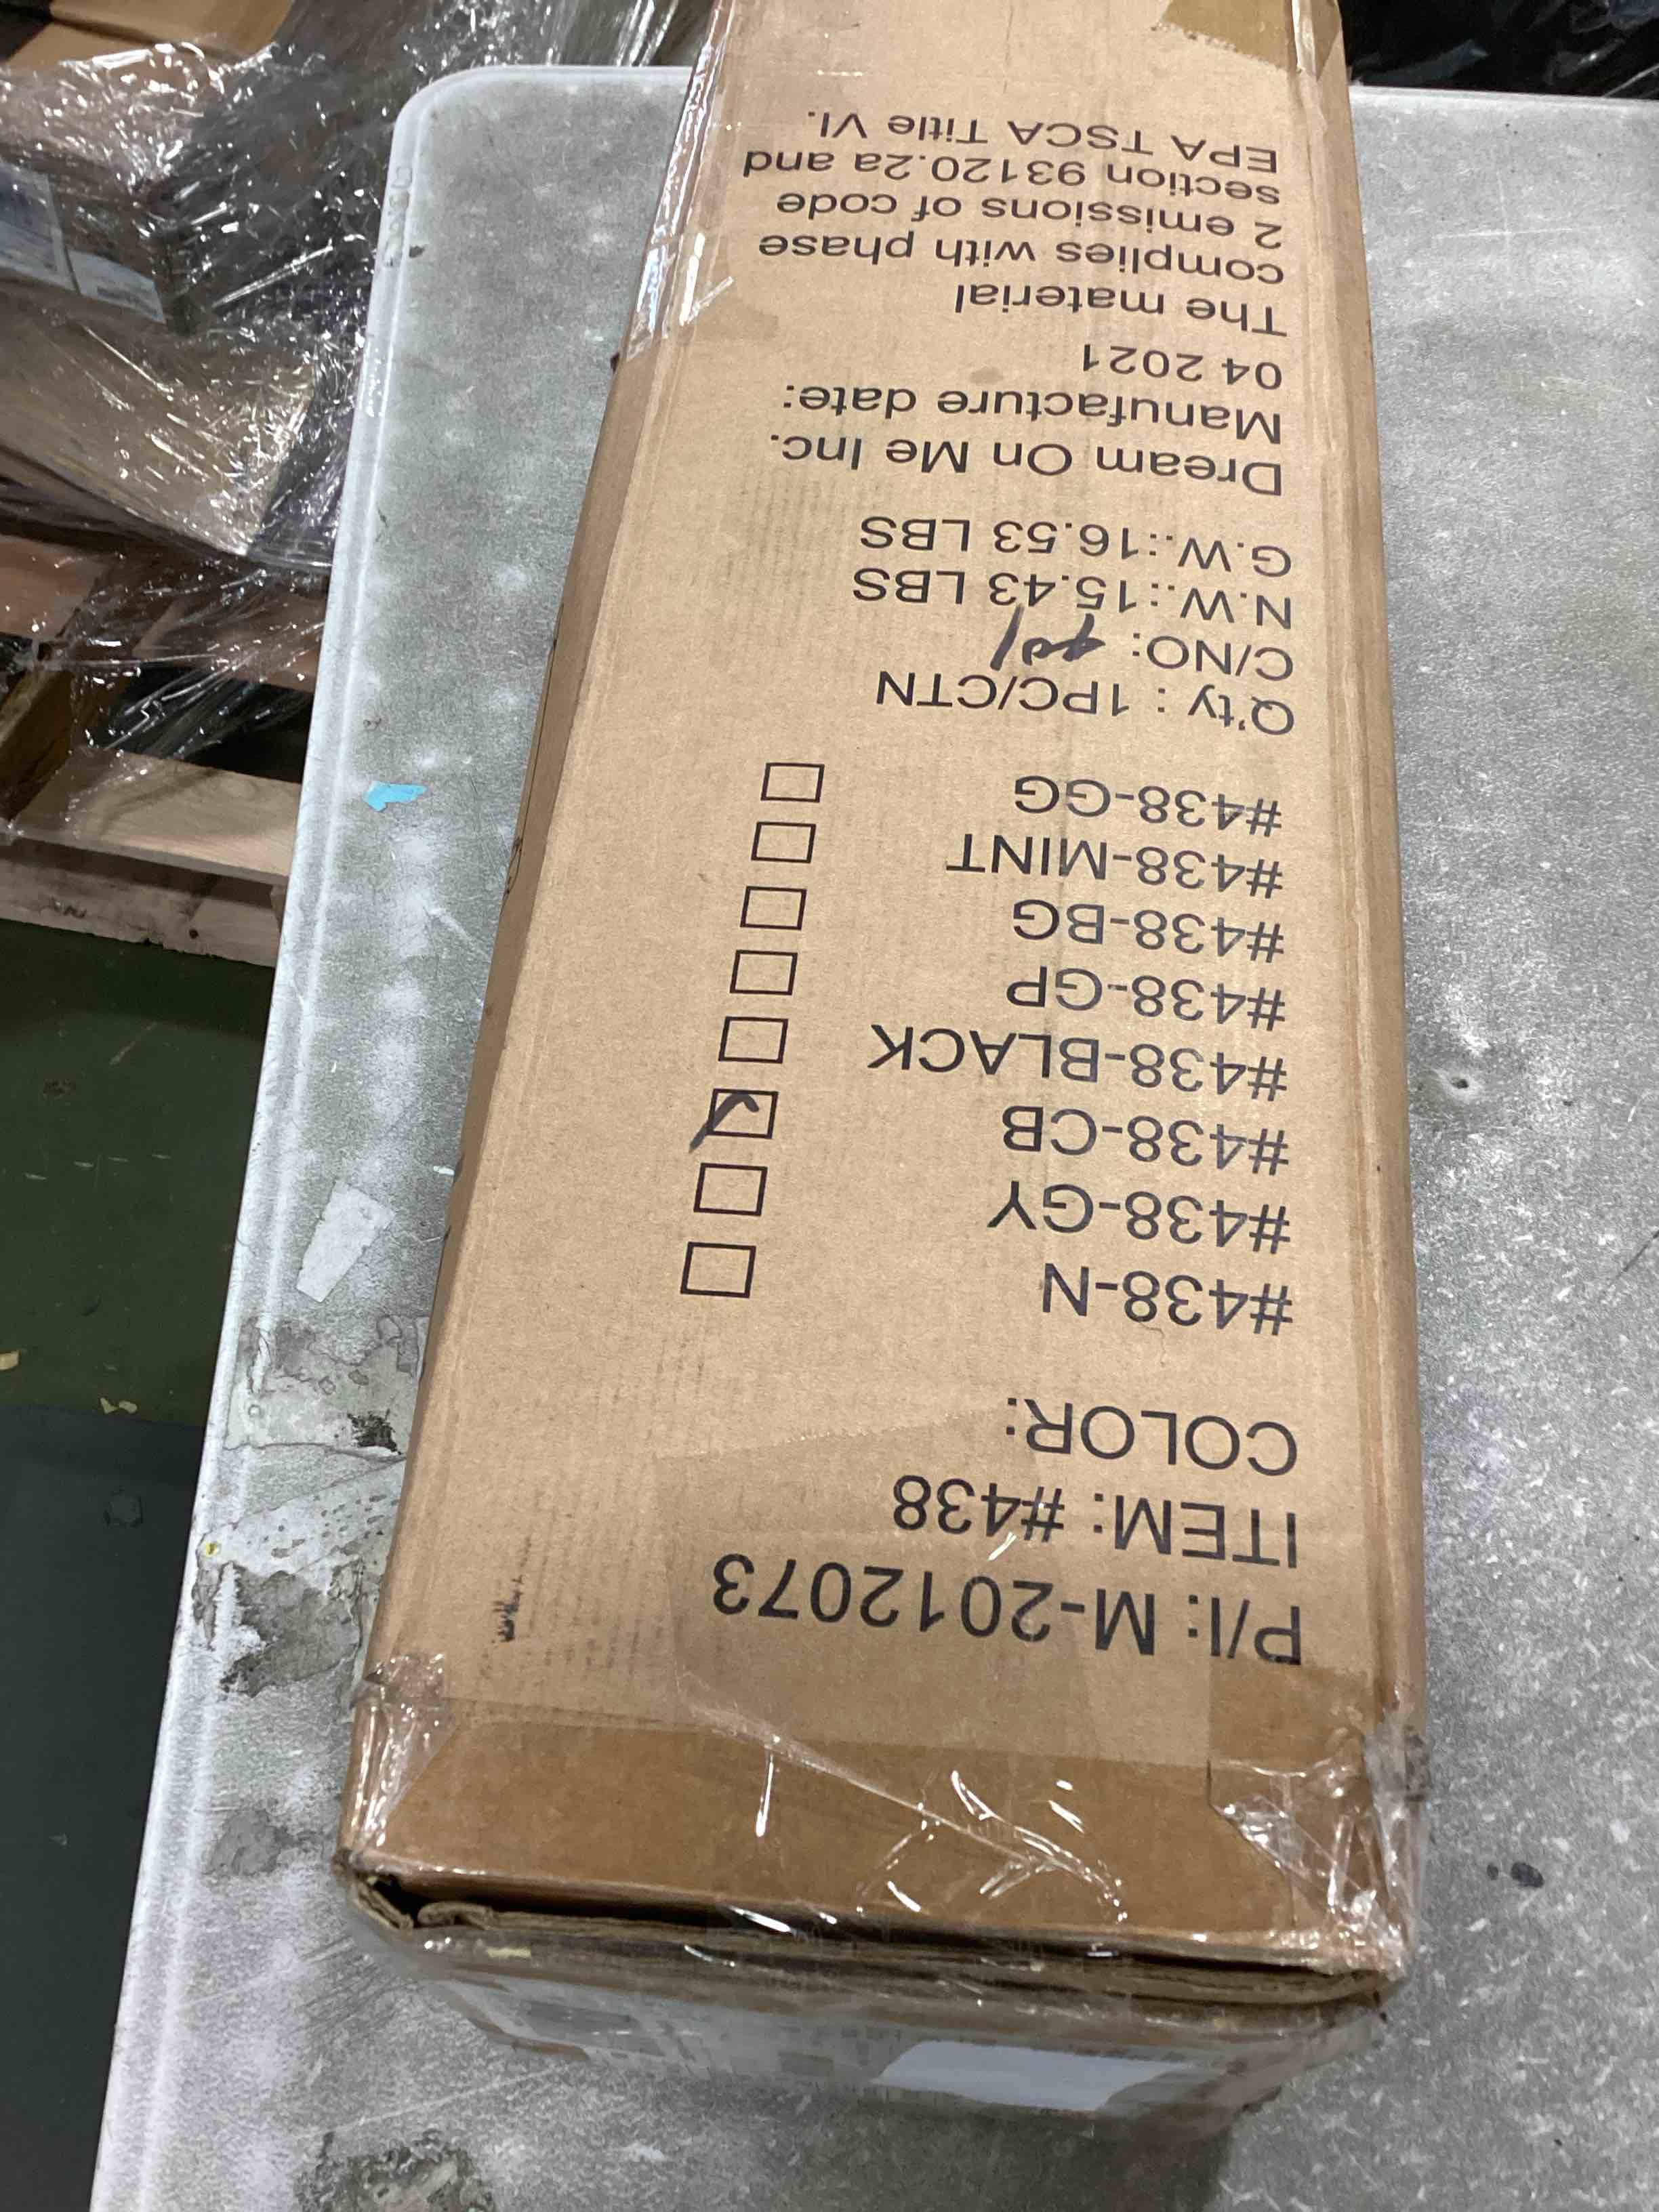 P/I: M-2012073
ITEM: #438
COLOR:
#438-N
#438-GY
#438-CB
#438-BLACK
#438-GP
#438-BG
#438-MINT
#438-GG
Q'ty : 1PC/CTN
C/NO:
N.W.:15.43 LBS
G.W.:16.53 LBS
Dream On Me Inc.
Manufacture date:
04 2021
The material
complies with phase
2 emissions of code
section 93120.2a and
EPA TSCA Title VI.